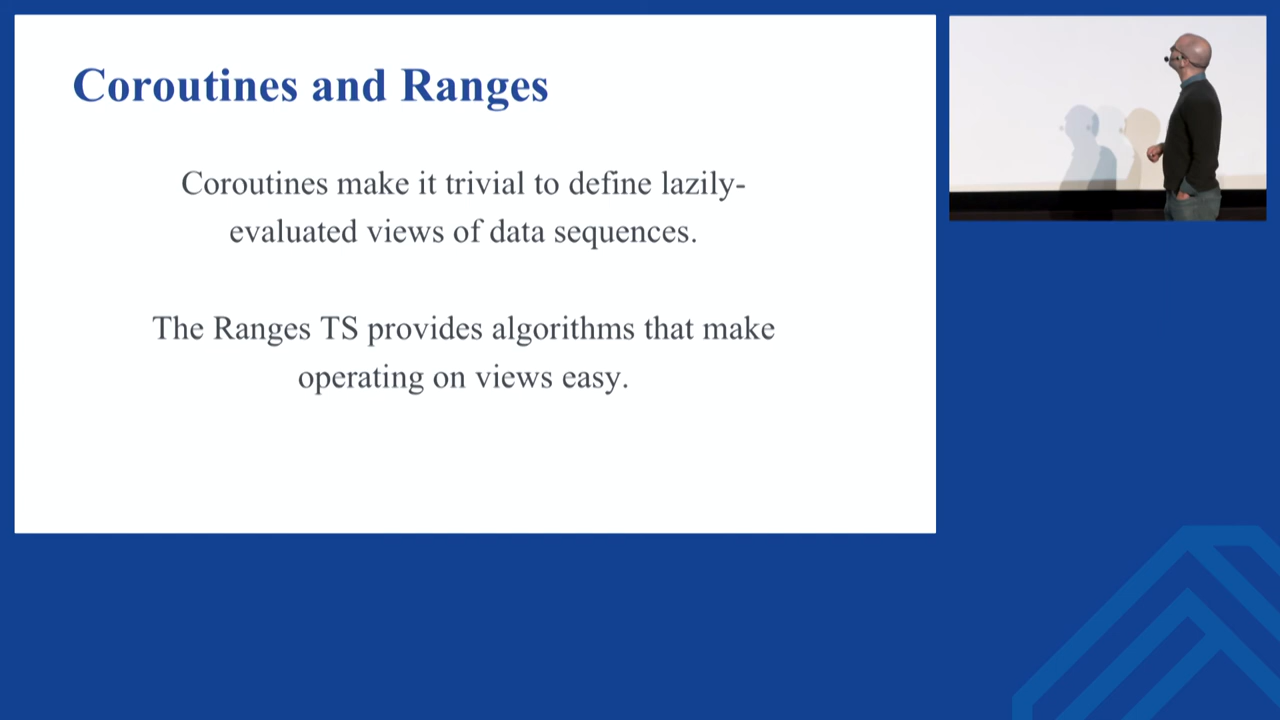 Coroutines and Ranges
Coroutines make it trivial to define lazily-
evaluated views of data sequences.
The Ranges TS provides algorithms that make
operating on views easy.